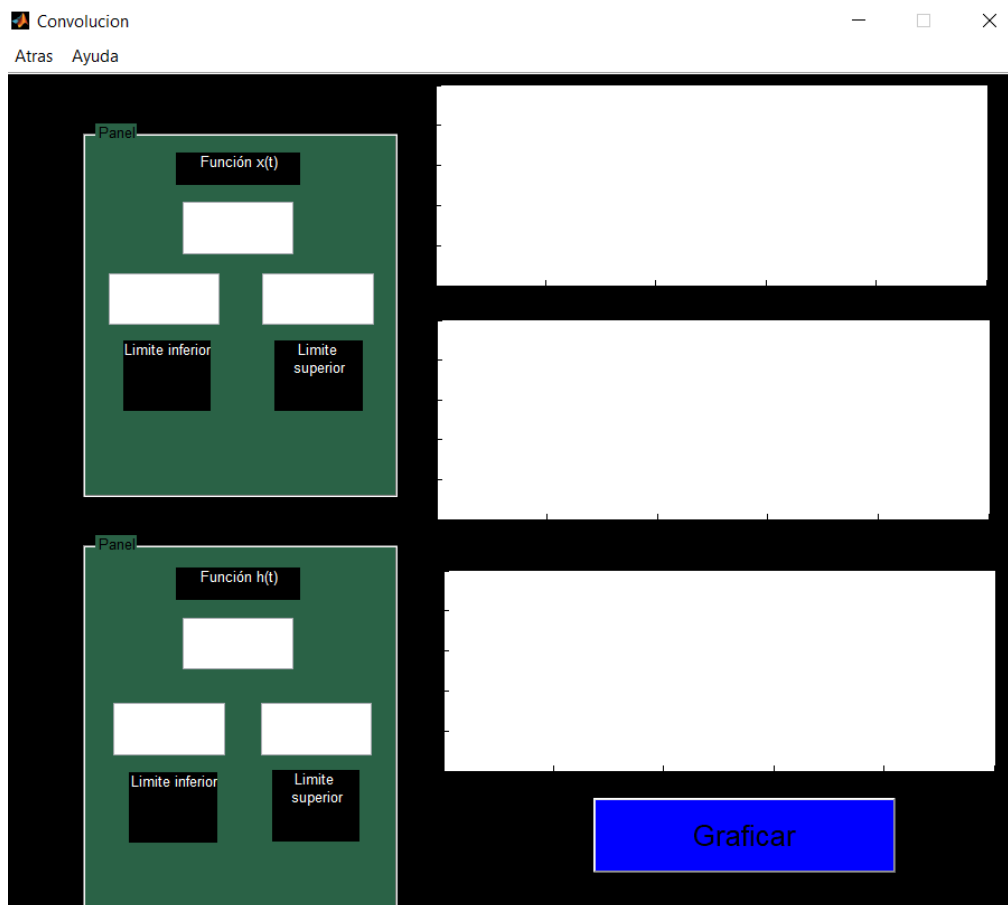 Convolucion
Atras Ayuda
Panel
Función x(t)
Limite inferior
Limite
superior
Panel
Función h(t)
Limite inferior
Limite
superior
Graficar